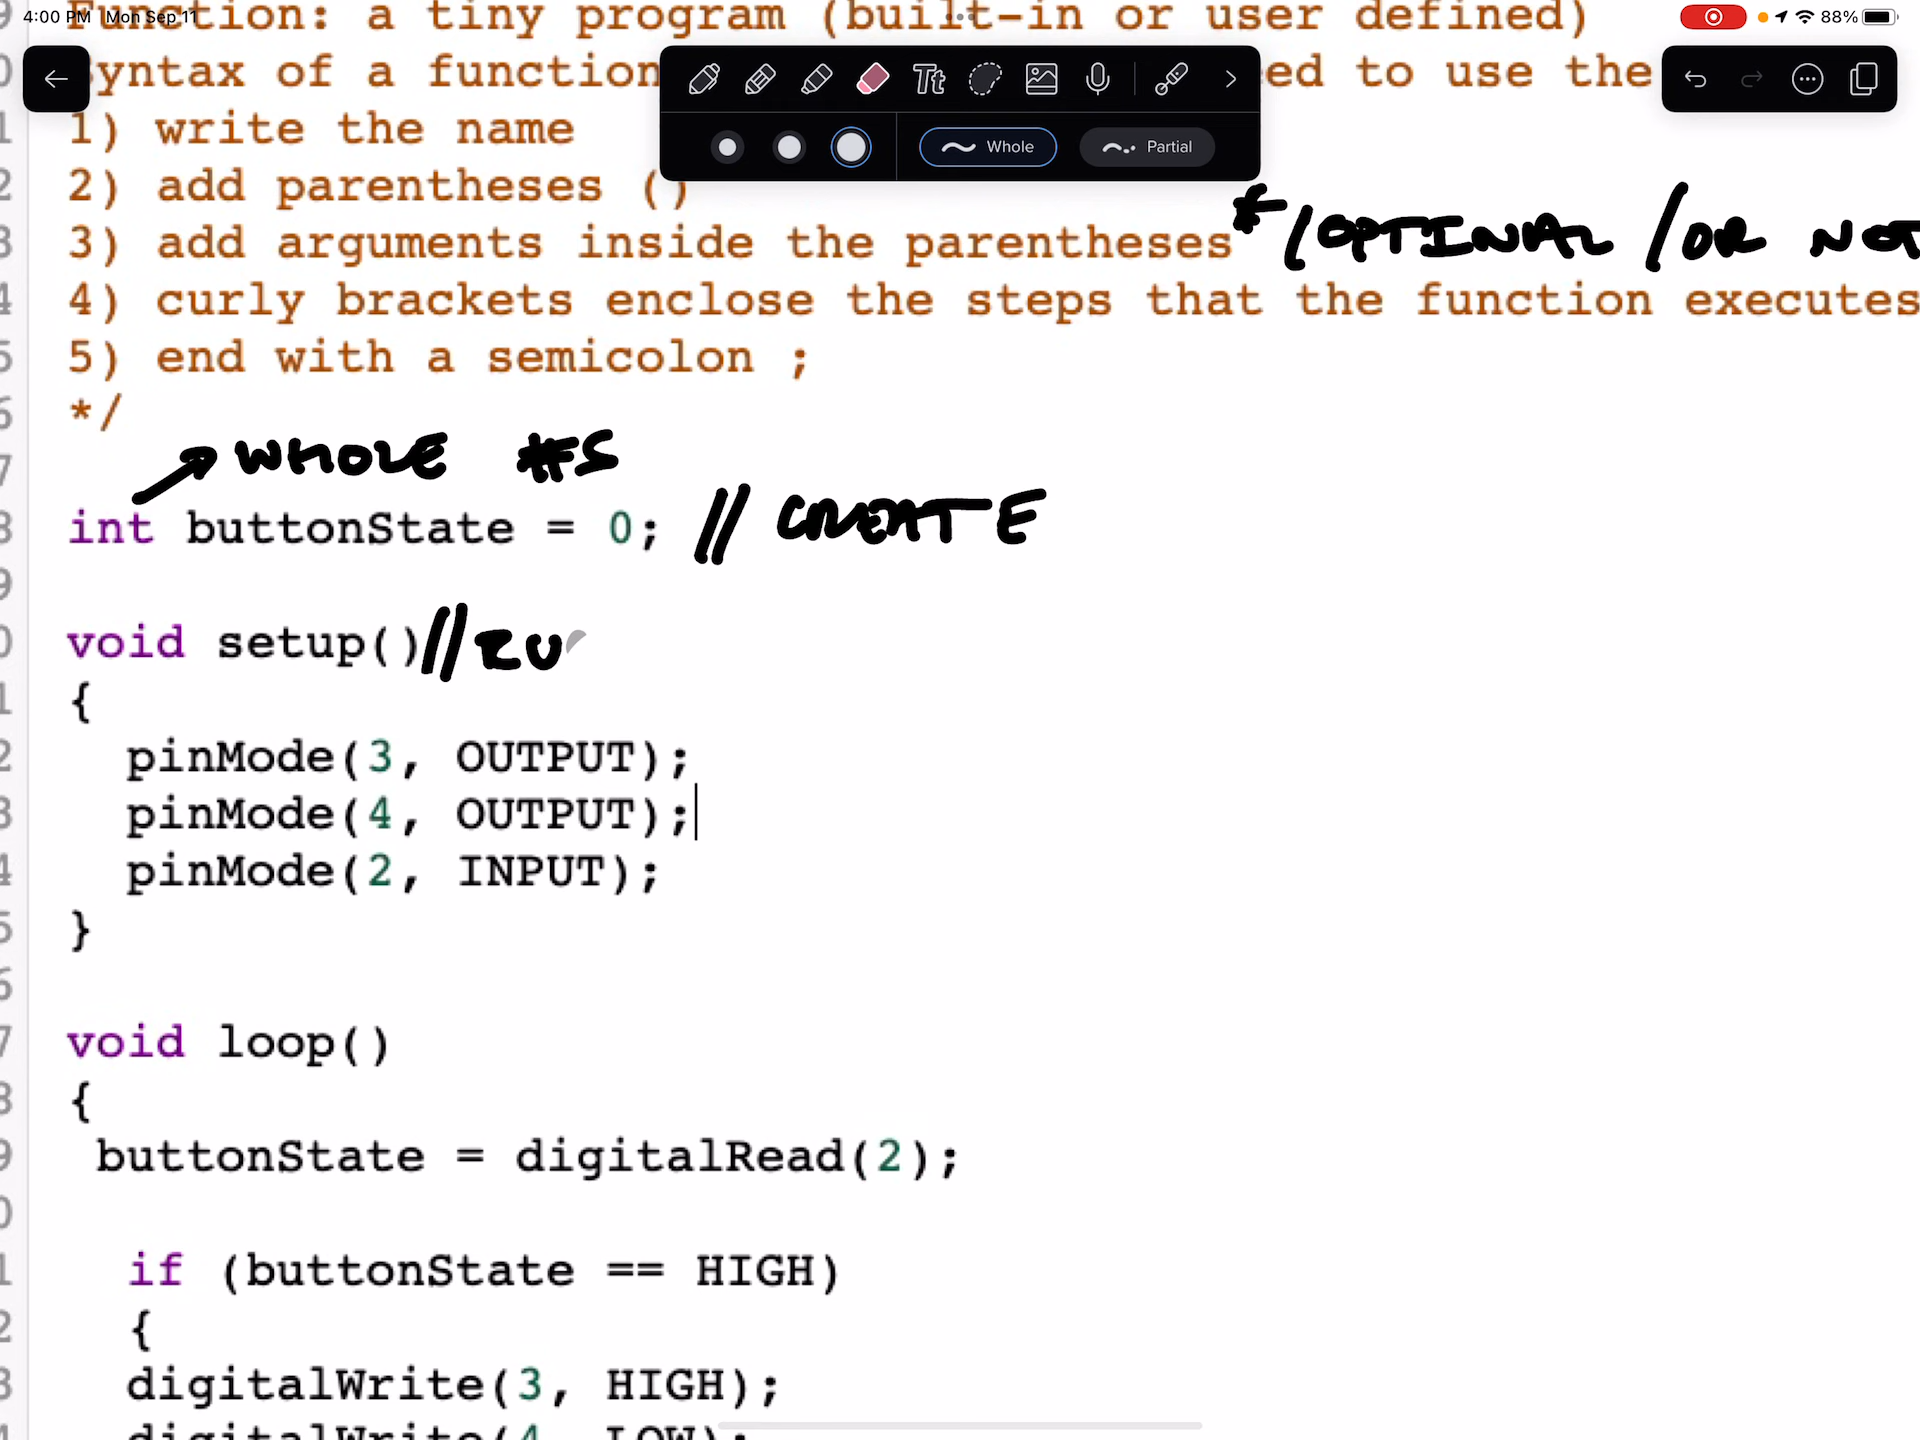 4:00 PM Mon Sep 11
88%
Function: a tiny program (built-in or user defined)
Syntax of a function
ed to use the
1) write the name
Whole
Partial
2) add parentheses ()
3) add arguments inside the parentheses* /OPTINAL /OR NOT
4) curly brackets enclose the steps that the function executes
5) end with a semicolon ;
*/
WHOLE #S
int buttonState = 0; // CREATE
void setup()//RU
{
pinMode(3, OUTPUT);
pinMode(4, OUTPUT);
pinMode(2, INPUT);
}
void loop()
{
buttonState = digitalRead(2);
if (buttonState == HIGH)
{
digitalWrite(3, HIGH);
digitalWrite(4, LOW);